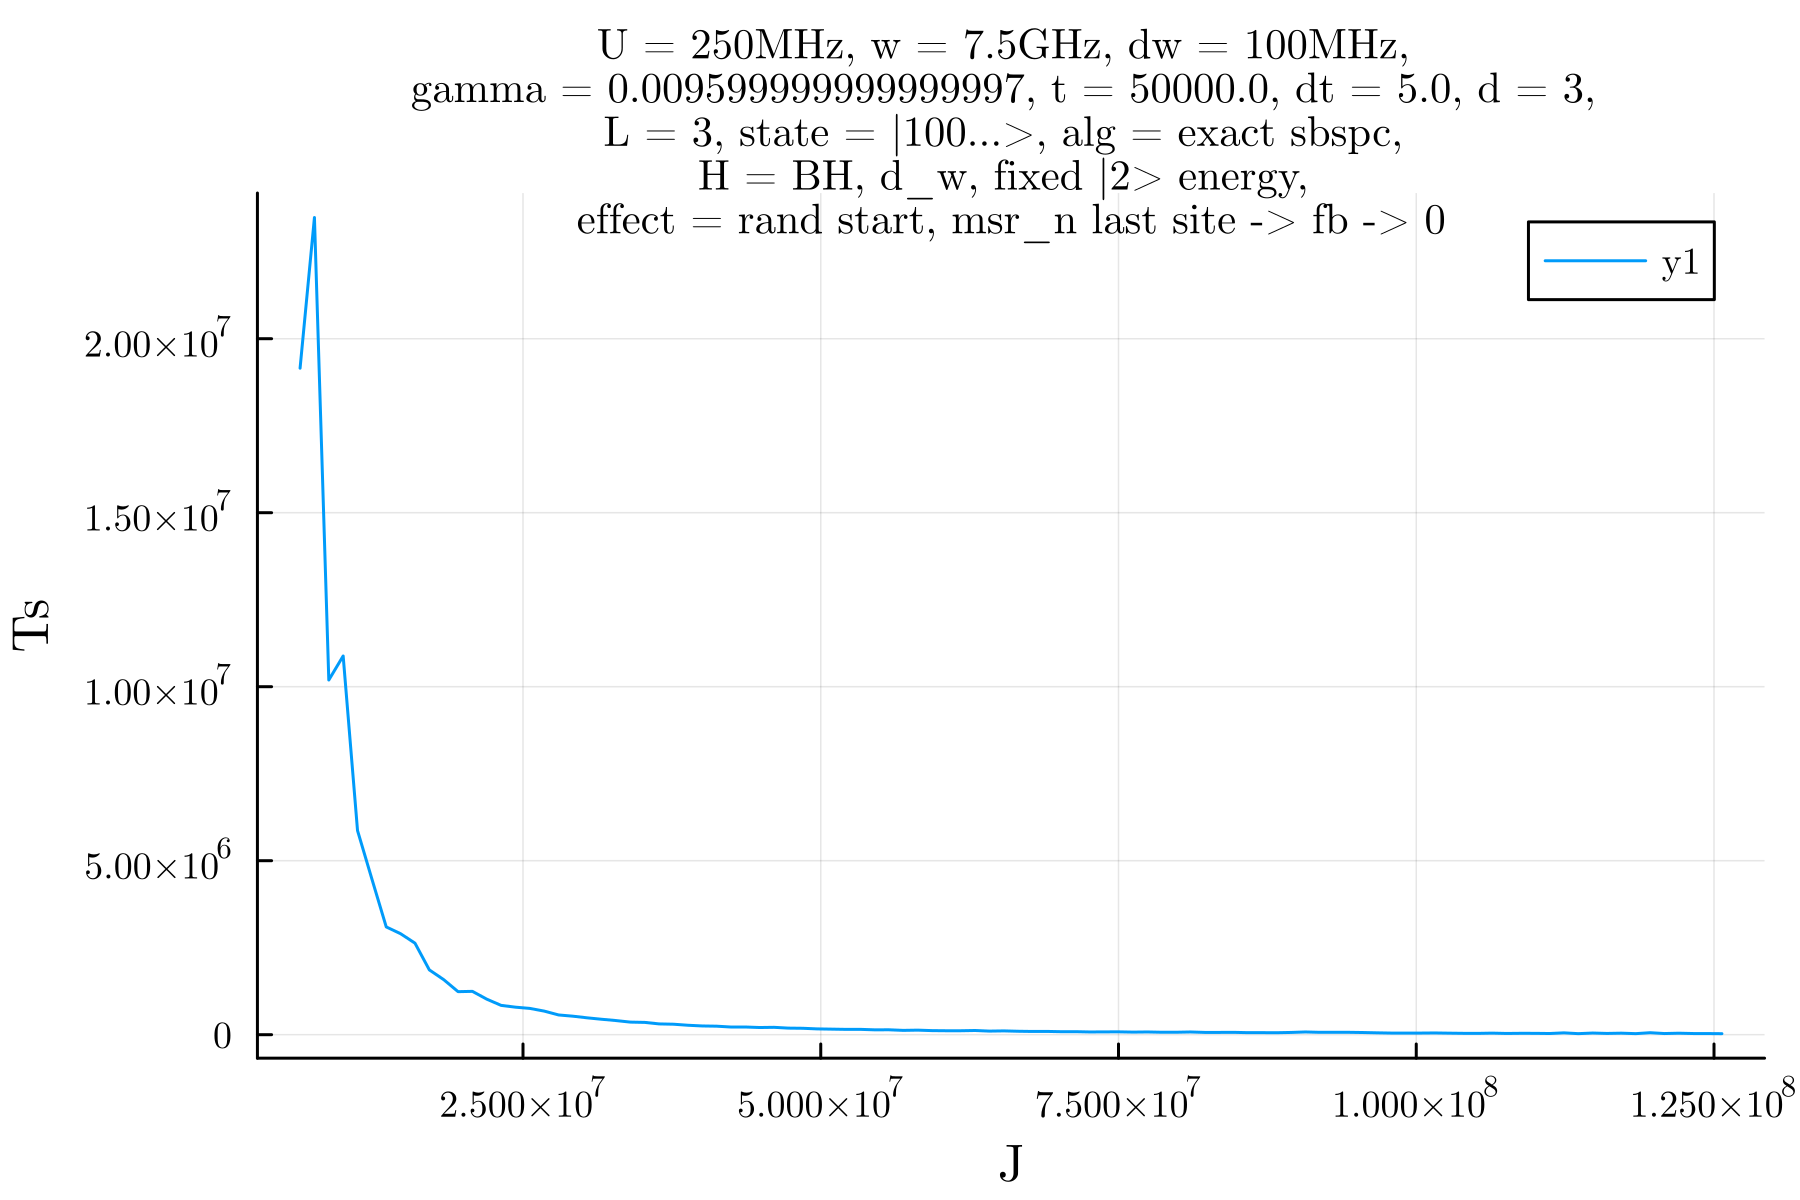 U = 250MHz, w = 7.5GHz, dw = 100MHz,
gamma = 0.009599999999999997, t = 50000.0, dt = 5.0, d = 3,
L = 3, state = |100...>, alg = exact sbspc,
H = BH, d_w, fixed |2> energy,
effect = rand start, msr_n last site -> fb -> 0
y1
2.00×10^7
1.50×10^7
1.00×10^7
5.00×10^6
0
Ts
2.500×10^7
5.000×10^7
7.500×10^7
1.000×10^8
1.250×10^8
J